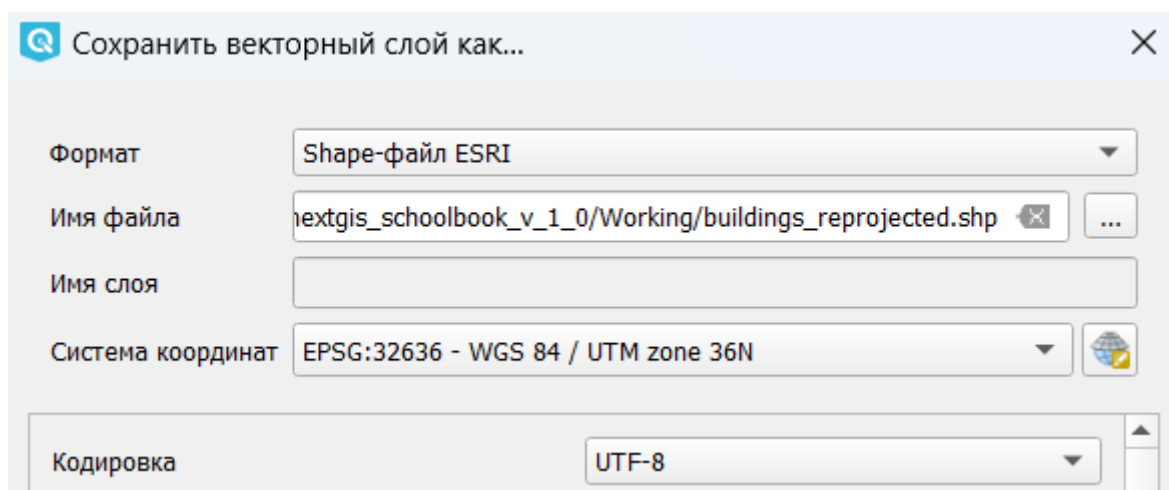 Сохранить векторный слой как...
Формат Shape-файл ESRI
Имя файла nextgis_schoolbook_v_1_0/Working/buildings_reprojected.shp ...
Имя слоя
Система координат EPSG:32636 - WGS 84 / UTM zone 36N
Кодировка UTF-8